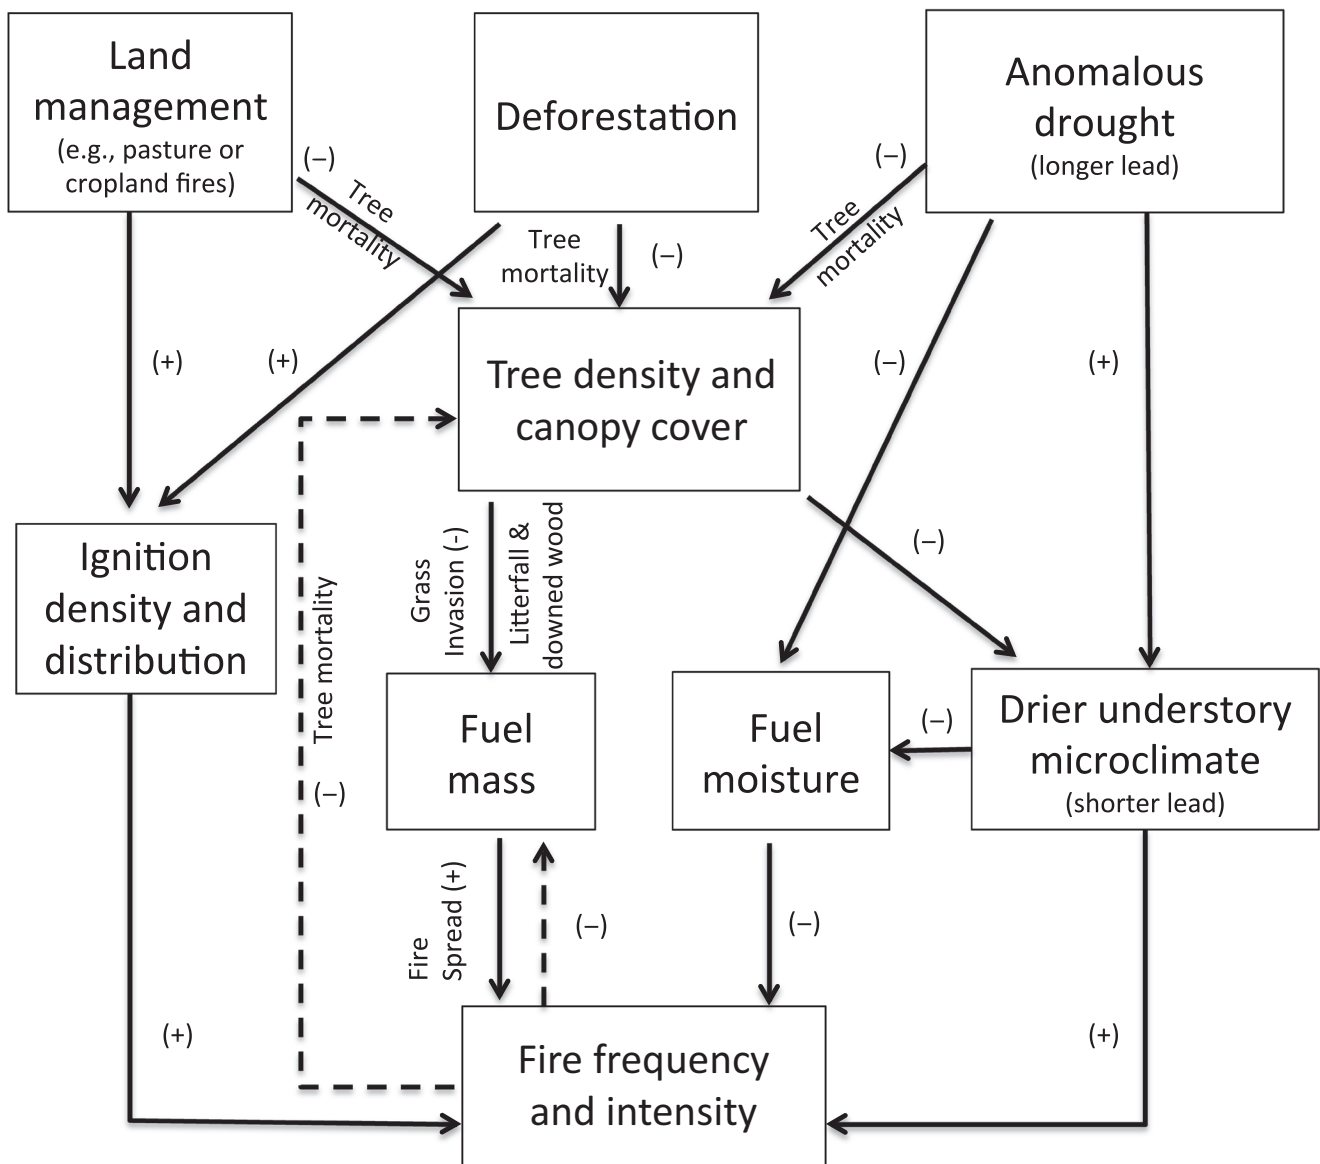 Land
management
(e.g., pasture or
cropland fires)
Deforestation
Anomalous
drought
(longer lead)
(–)
Tree
mortality
Tree
mortality
(–)
(–)
Tree
mortality
(+)
(+)
(–)
(+)
Tree density and
canopy cover
Ignition
density and
distribution
Tree mortality
(–)
Grass
Invasion (-)
Litterfall &
downed wood
(–)
Fuel
mass
Fuel
moisture
(–)
Drier understory
microclimate
(shorter lead)
Fire
Spread (+)
(–)
(–)
(+)
(+)
Fire frequency
and intensity